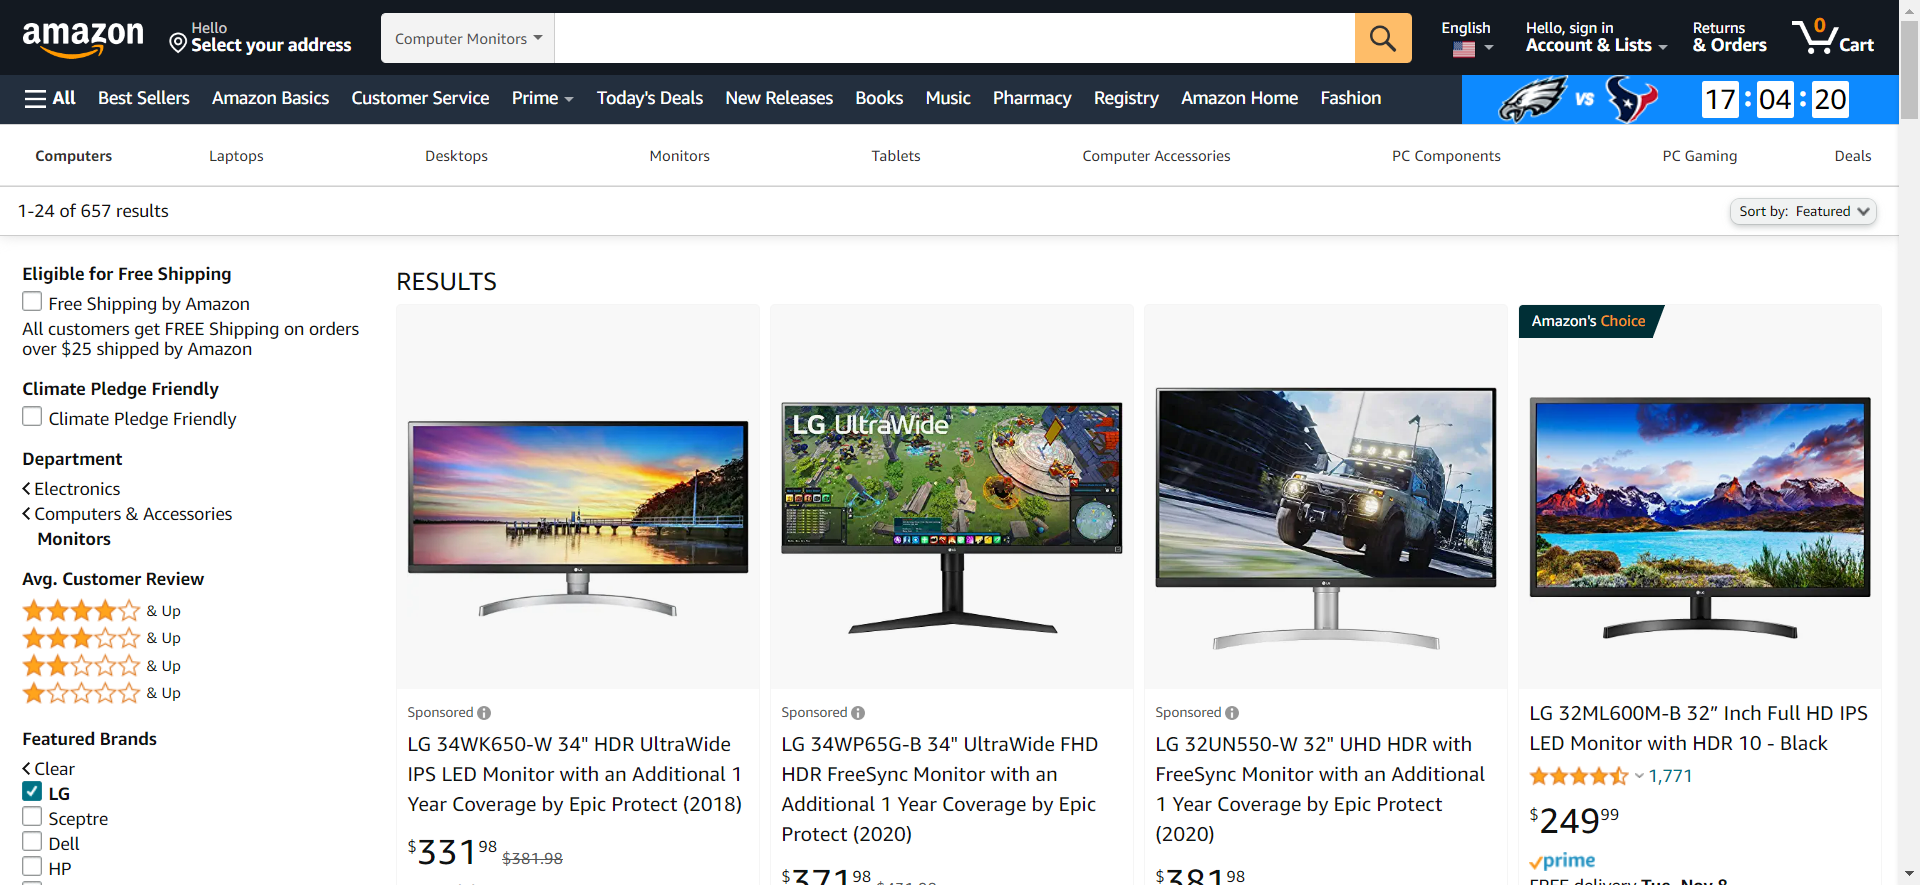 amazon
Hello
Select your address
Computer Monitors
English
Hello, sign in
Account & Lists
Returns
& Orders
0
Cart
All
Best Sellers
Amazon Basics
Customer Service
Prime
Today's Deals
New Releases
Books
Music
Pharmacy
Registry
Amazon Home
Fashion
VS
17 : 04 : 20
Computers
Laptops
Desktops
Monitors
Tablets
Computer Accessories
PC Components
PC Gaming
Deals
1-24 of 657 results
Sort by: Featured
Eligible for Free Shipping
Free Shipping by Amazon
All customers get FREE Shipping on orders
over $25 shipped by Amazon
Climate Pledge Friendly
Climate Pledge Friendly
Department
Electronics
Computers & Accessories
Monitors
Avg. Customer Review
& Up
& Up
& Up
& Up
Featured Brands
Clear
LG
Sceptre
Dell
HP
RESULTS
LG UltraWide™
Amazon's Choice
Sponsored
LG 34WK650-W 34" HDR UltraWide
IPS LED Monitor with an Additional 1
Year Coverage by Epic Protect (2018)
$331.98 $381.98
Sponsored
LG 34WP65G-B 34" UltraWide FHD
HDR FreeSync Monitor with an
Additional 1 Year Coverage by Epic
Protect (2020)
$371.98
Sponsored
LG 32UN550-W 32" UHD HDR with
FreeSync Monitor with an Additional
1 Year Coverage by Epic Protect
(2020)
$381.98
LG 32ML600M-B 32” Inch Full HD IPS
LED Monitor with HDR 10 - Black
1,771
$249.99
prime
FREE delivery Tue, Nov 8